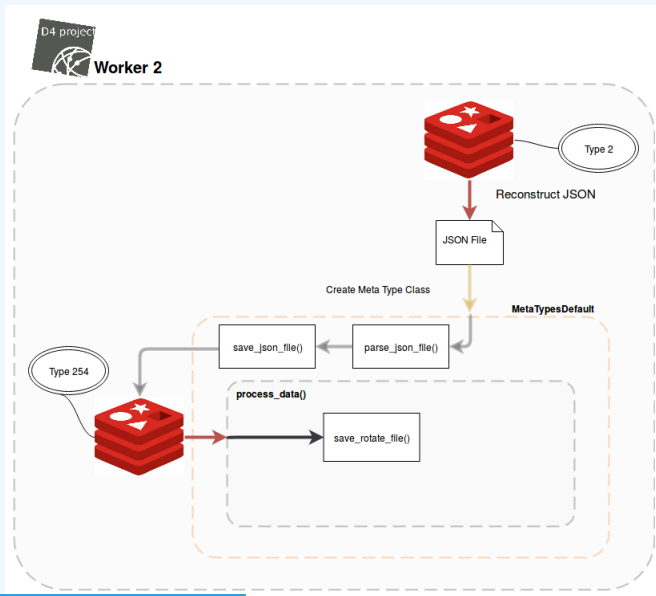 D4 project
Worker 2
Type 2
Reconstruct JSON
JSON File
Create Meta Type Class
MetaTypesDefault
save_json_file()
parse_json_file()
Type 254
process_data()
save_rotate_file()